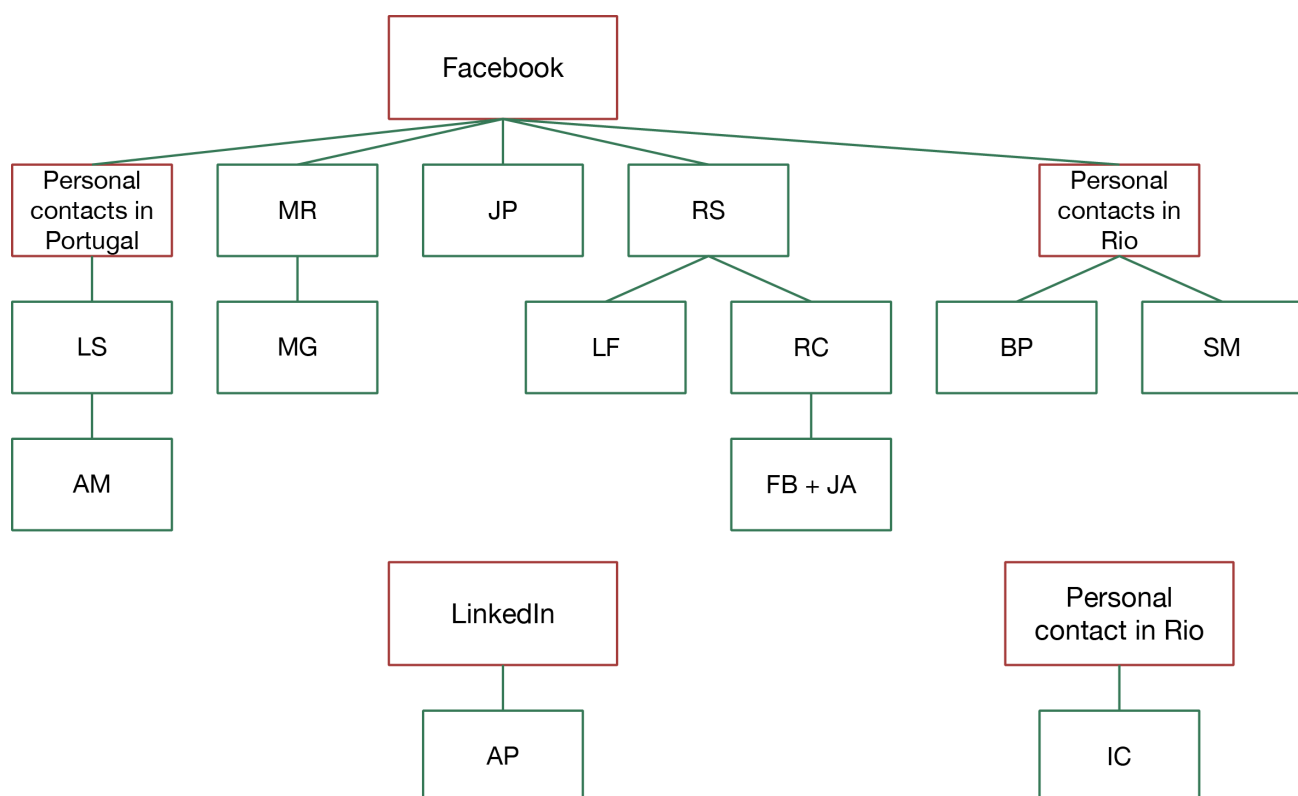 Facebook
Personal
contacts in
Portugal
MR
JP
RS
Personal
contacts in
Rio
LS
MG
LF
RC
BP
SM
AM
FB + JA
LinkedIn
Personal
contact in Rio
AP
IC